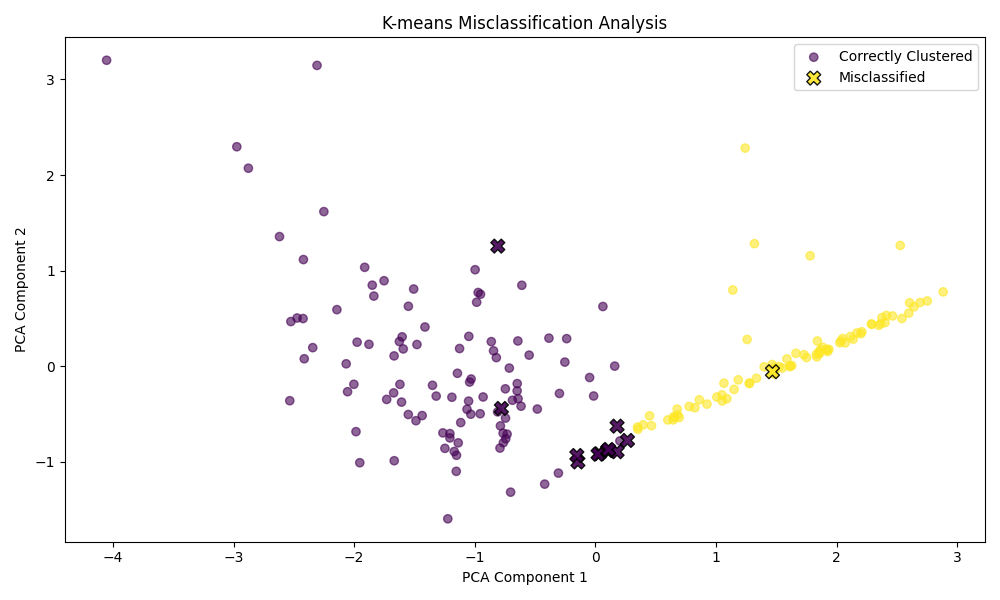 K-means Misclassification Analysis
Correctly Clustered
Misclassified
PCA Component 2
3
2
1
0
−1
−4
−3
−2
−1
0
1
2
3
PCA Component 1